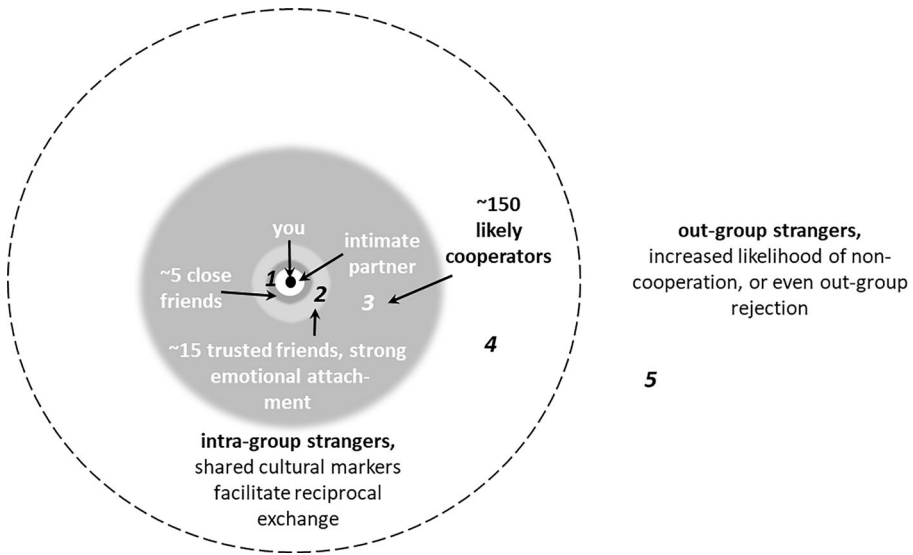 you
intimate
partner
~5 close
friends
1
2
3
~15 trusted friends, strong
emotional attach-
ment
~150
likely
cooperators
4
intra-group strangers,
shared cultural markers
facilitate reciprocal
exchange
out-group strangers,
increased likelihood of non-
cooperation, or even out-group
rejection
5